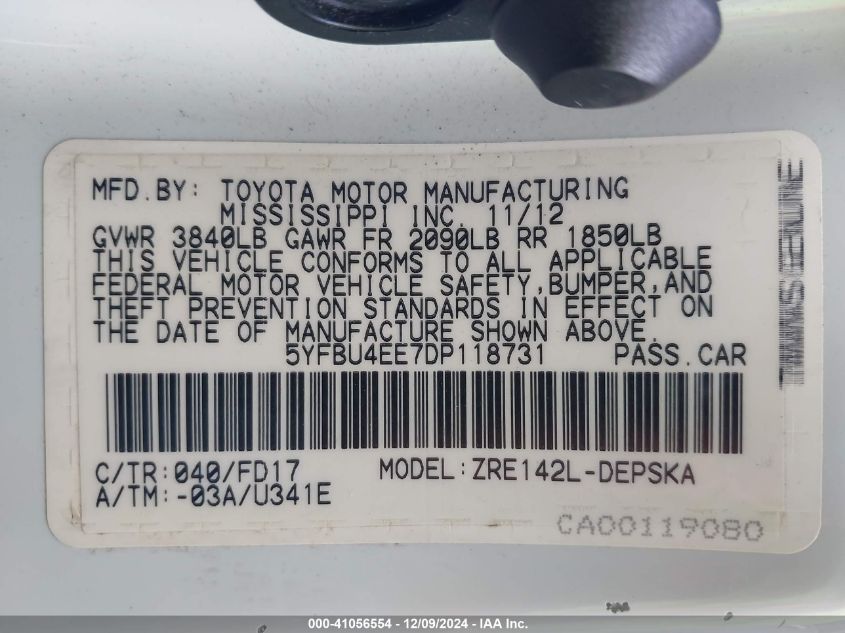 MFD.BY: TOYOTA MOTOR MANUFACTURING
MISSISSIPPI INC. 11/12
GVWR 3840LB GAWR FR 2090LB RR 1850LB
THIS VEHICLE CONFORMS TO ALL APPLICABLE
FEDERAL MOTOR VEHICLE SAFETY,BUMPER,AND
THEFT PREVENTION STANDARDS IN EFFECT ON
THE DATE OF MANUFACTURE SHOWN ABOVE.
5YFBU4EE7DP118731 PASS.CAR
C/TR:040/FD17 MODEL:ZRE142L-DEPSKA
A/TM:-03A/U341E
CA00119080
000-41056554 - 12/09/2024 - IAA Inc.